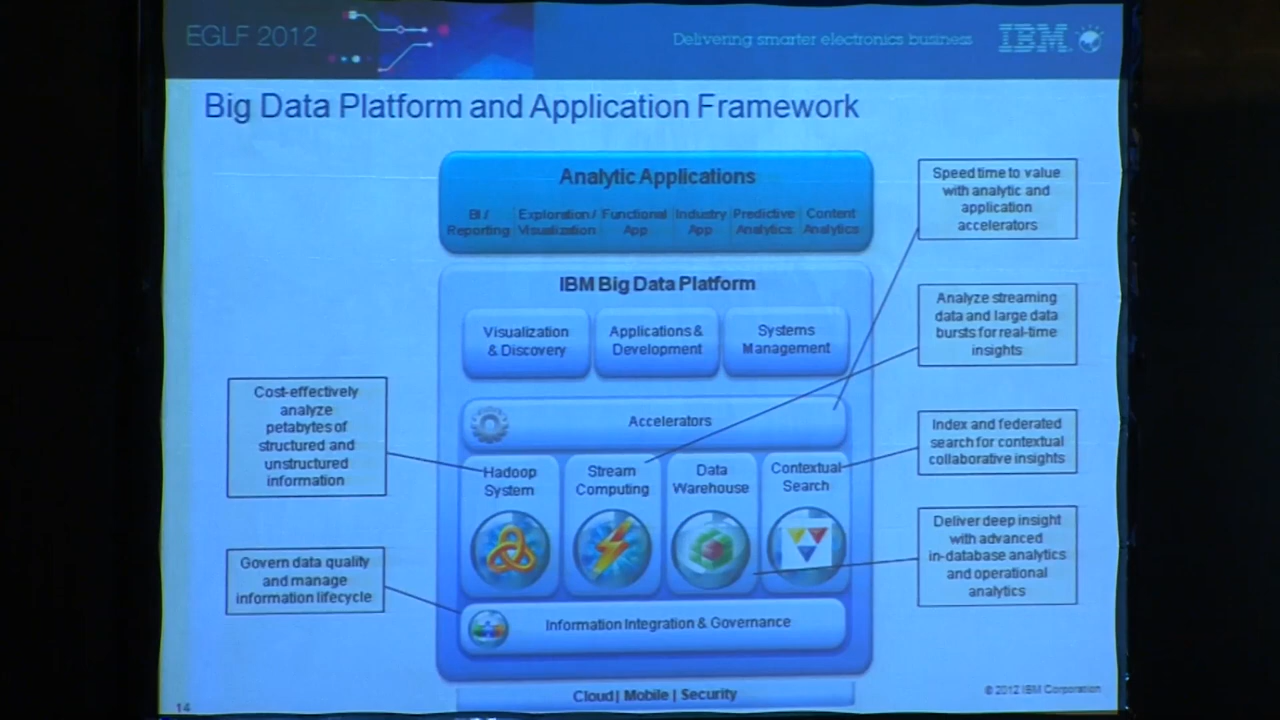 EGLF 2012
Delivering smarter electronics business
IBM
Big Data Platform and Application Framework
Analytic Applications
BI /
Reporting
Exploration /
Visualization
Functional
App
Industry
App
Predictive
Analytics
Content
Analytics
IBM Big Data Platform
Visualization
& Discovery
Applications &
Development
Systems
Management
Accelerators
Hadoop
System
Stream
Computing
Data
Warehouse
Contextual
Search
Information Integration & Governance
Cloud | Mobile | Security
Cost-effectively
analyze
petabytes of
structured and
unstructured
information
Govern data quality
and manage
information lifecycle
Speed time to value
with analytic and
application
accelerators
Analyze streaming
data and large data
bursts for real-time
insights
Index and federated
search for contextual
collaborative insights
Deliver deep insight
with advanced
in-database analytics
and operational
analytics
14
© 2012 IBM Corporation